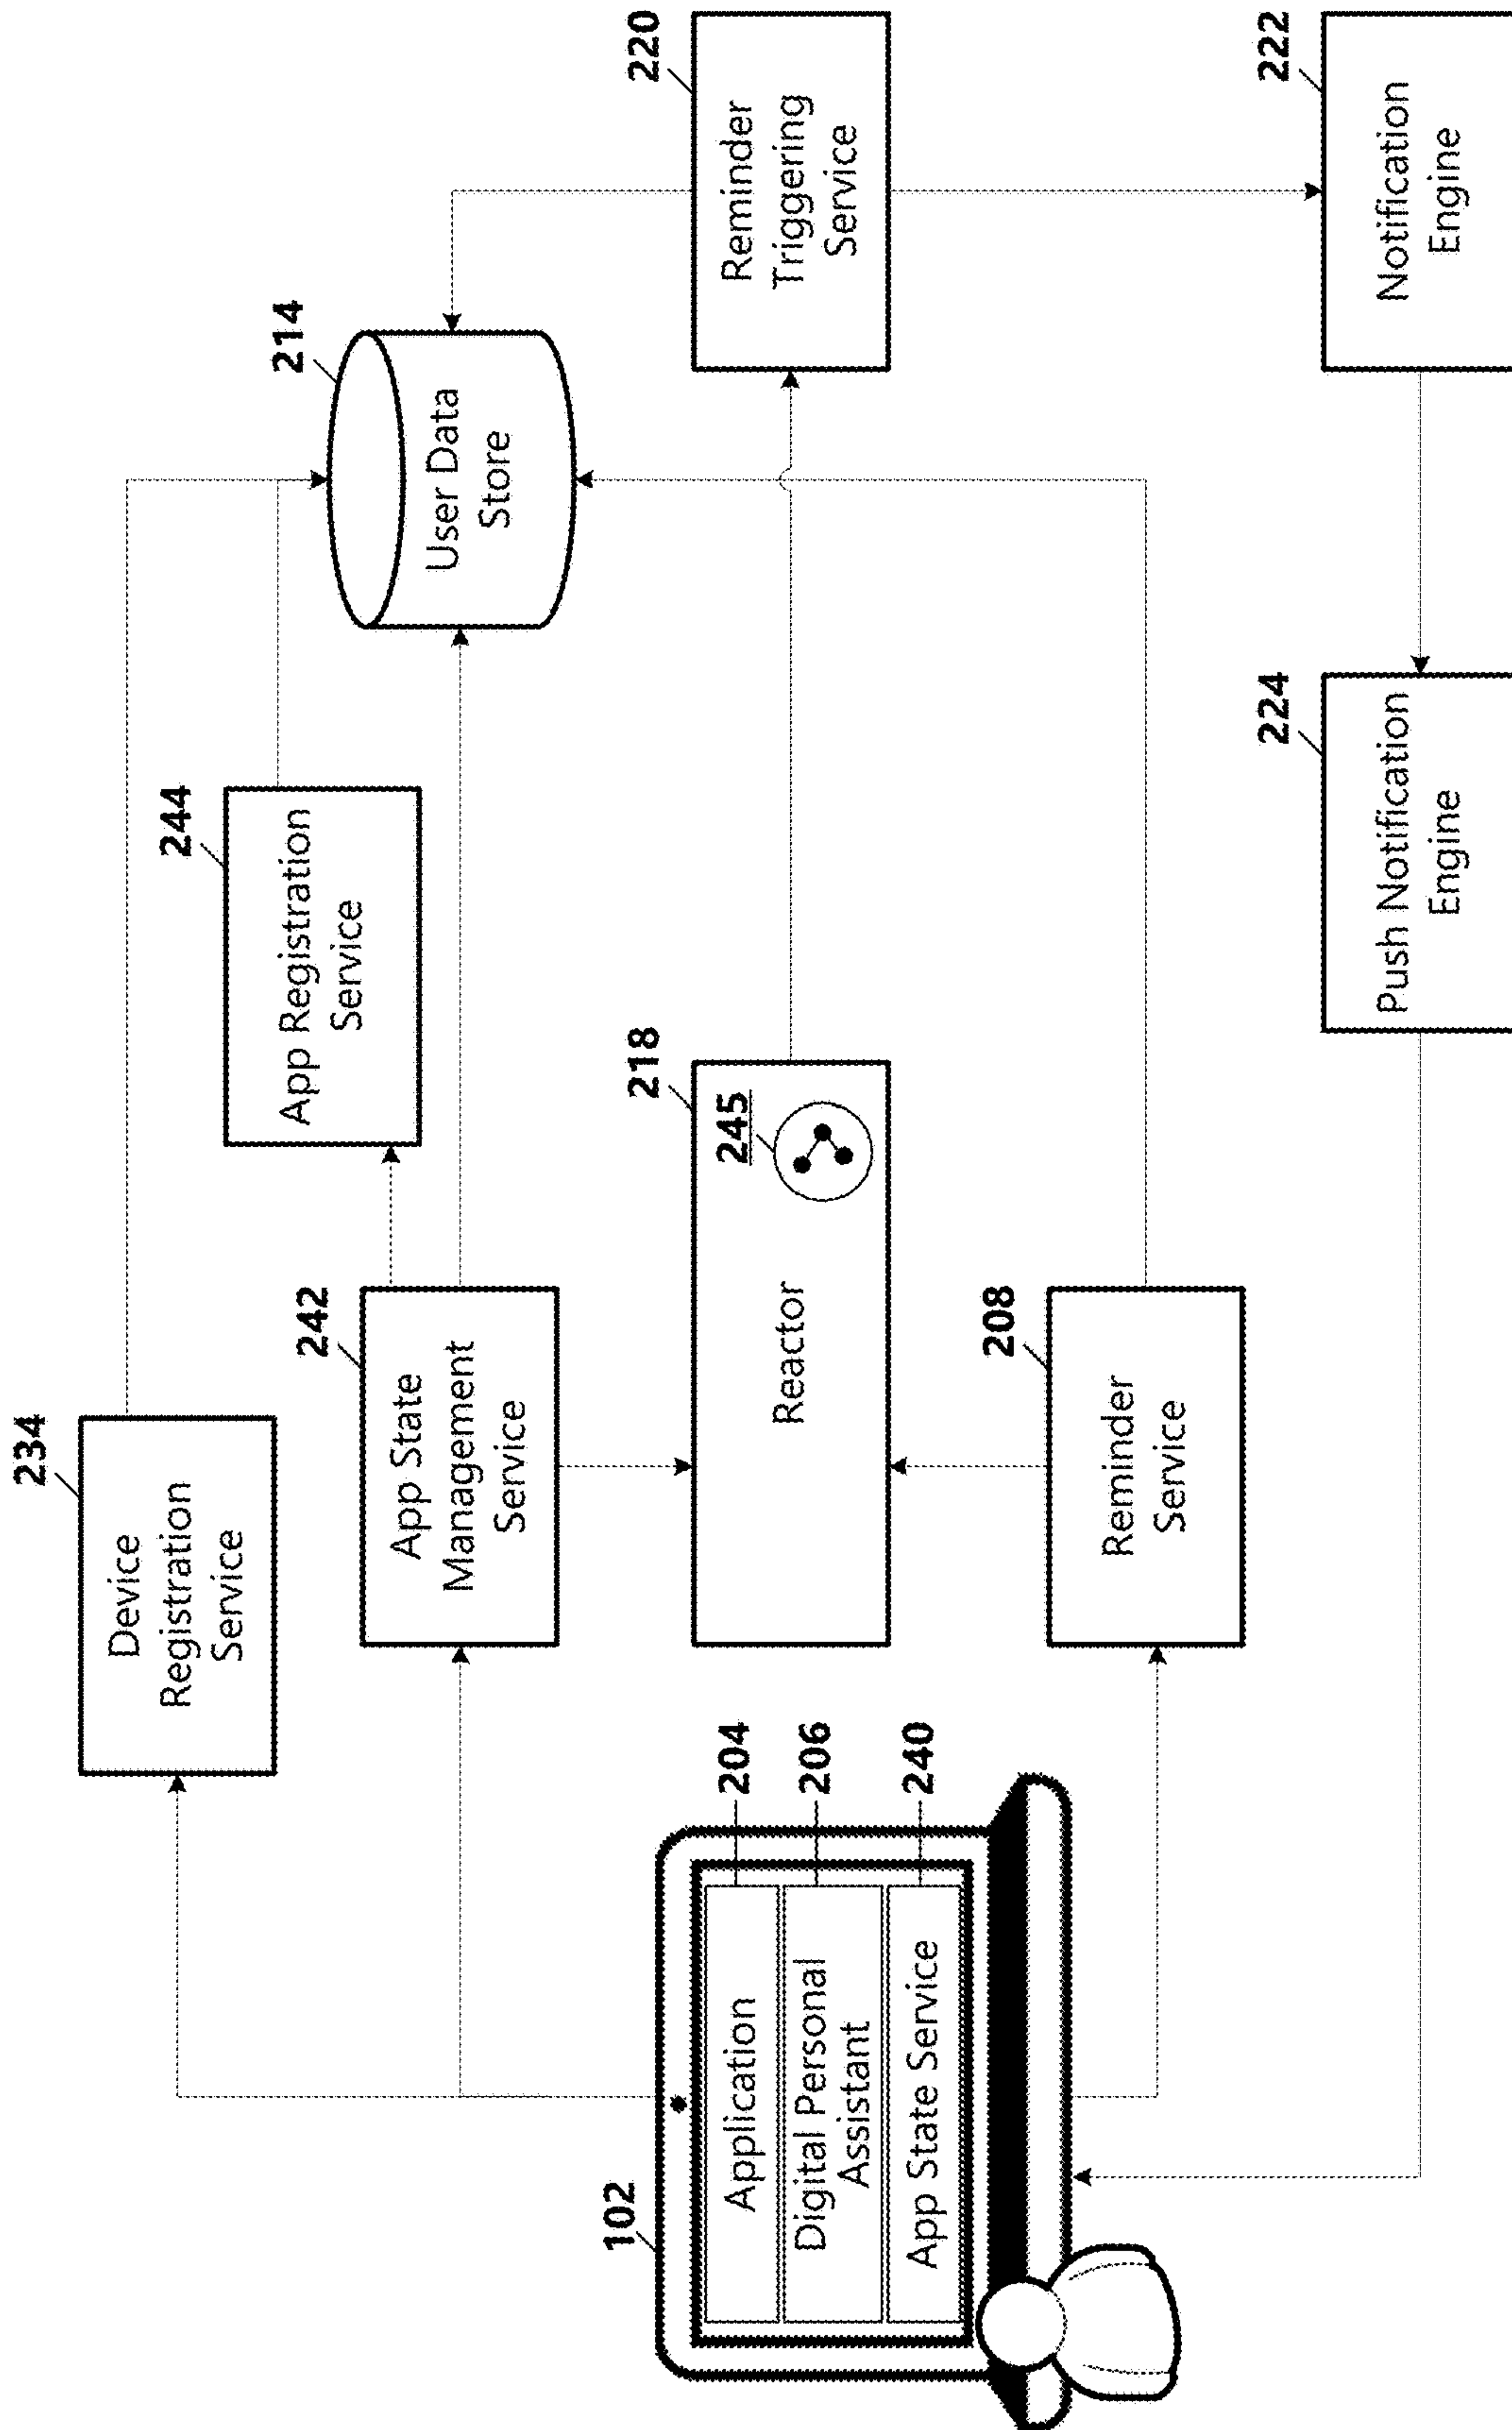 234
Device
Registration
Service
244
App Registration
Service
214
User Data
Store
242
App State
Management
Service
220
Reminder
Triggering
Service
218
245
Reactor
102
Application
204
Digital Personal
Assistant
206
App State Service
240
208
Reminder
Service
224
Push Notification
Engine
222
Notification
Engine